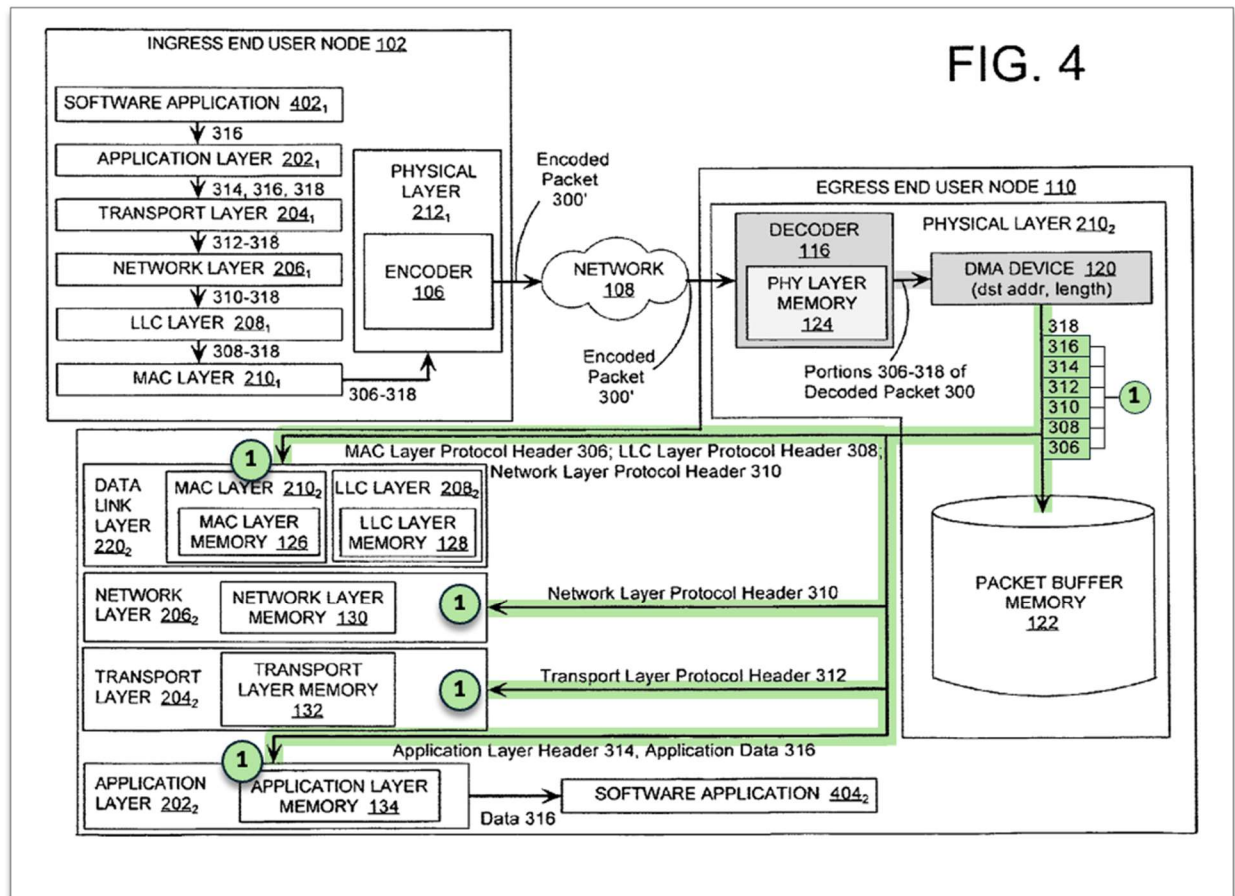 FIG. 4
INGRESS END USER NODE 102
SOFTWARE APPLICATION 402₁
316
APPLICATION LAYER 202₁
314, 316, 318
TRANSPORT LAYER 204₁
312-318
NETWORK LAYER 206₁
310-318
LLC LAYER 208₁
308-318
MAC LAYER 210₁
306-318
PHYSICAL
LAYER
212₁
ENCODER
106
Encoded
Packet
300'
NETWORK
108
Encoded
Packet
300'
EGRESS END USER NODE 110
PHYSICAL LAYER 210₂
DECODER
116
PHY LAYER
MEMORY
124
DMA DEVICE 120
(dst addr, length)
Portions 306-318 of
Decoded Packet 300
318
316
314
312
310
308
306
1
PACKET BUFFER
MEMORY
122
1
MAC Layer Protocol Header 306; LLC Layer Protocol Header 308;
Network Layer Protocol Header 310
DATA
LINK
LAYER
220₂
MAC LAYER 210₂
MAC LAYER
MEMORY 126
LLC LAYER 208₂
LLC LAYER
MEMORY 128
NETWORK
LAYER 206₂
NETWORK LAYER
MEMORY 130
1
Network Layer Protocol Header 310
TRANSPORT
LAYER 204₂
TRANSPORT
LAYER MEMORY
132
1
Transport Layer Protocol Header 312
1
Application Layer Header 314, Application Data 316
APPLICATION
LAYER 202₂
APPLICATION LAYER
MEMORY 134
Data 316
SOFTWARE APPLICATION 404₂